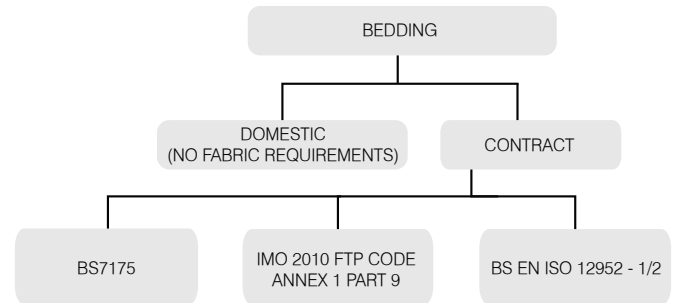 BEDDING
DOMESTIC
(NO FABRIC REQUIREMENTS)
CONTRACT
BS7175
IMO 2010 FTP CODE
ANNEX 1 PART 9
BS EN ISO 12952 - 1/2